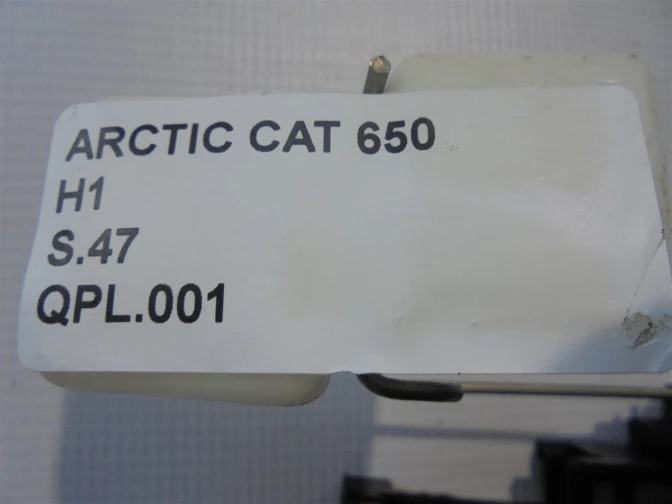 ARCTIC CAT 650
H1
S.47
QPL.001